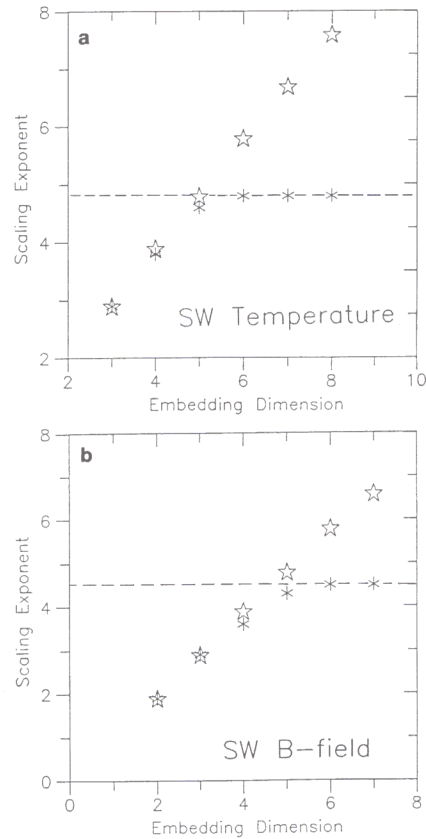 a
8
6
4
2
Scaling Exponent
SW Temperature
2 4 6 8 10
Embedding Dimension
b
8
6
4
2
0
Scaling Exponent
SW B-field
0 2 4 6 8
Embedding Dimension